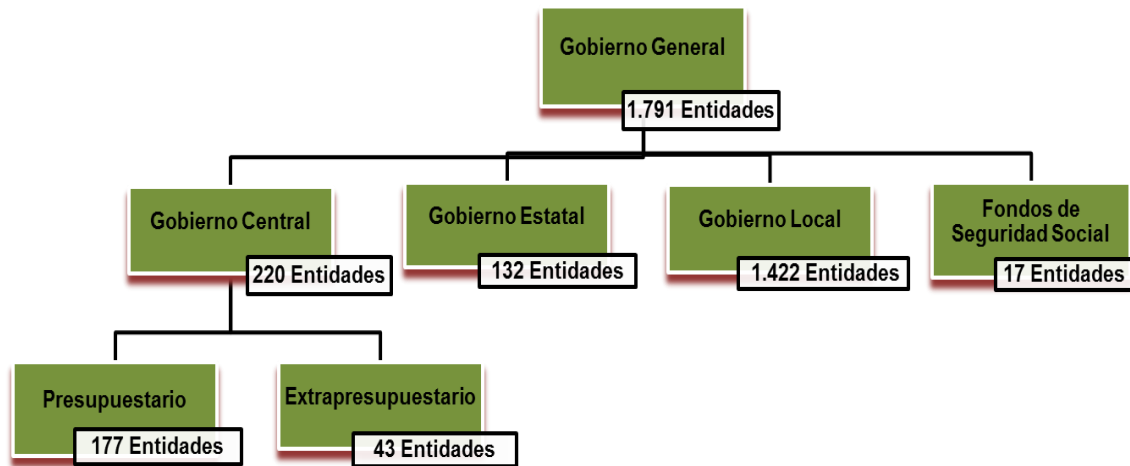 Gobierno General
1.791 Entidades
Gobierno Central
220 Entidades
Gobierno Estatal
132 Entidades
Gobierno Local
1.422 Entidades
Fondos de
Seguridad Social
17 Entidades
Presupuestario
177 Entidades
Extrapresupuestario
43 Entidades